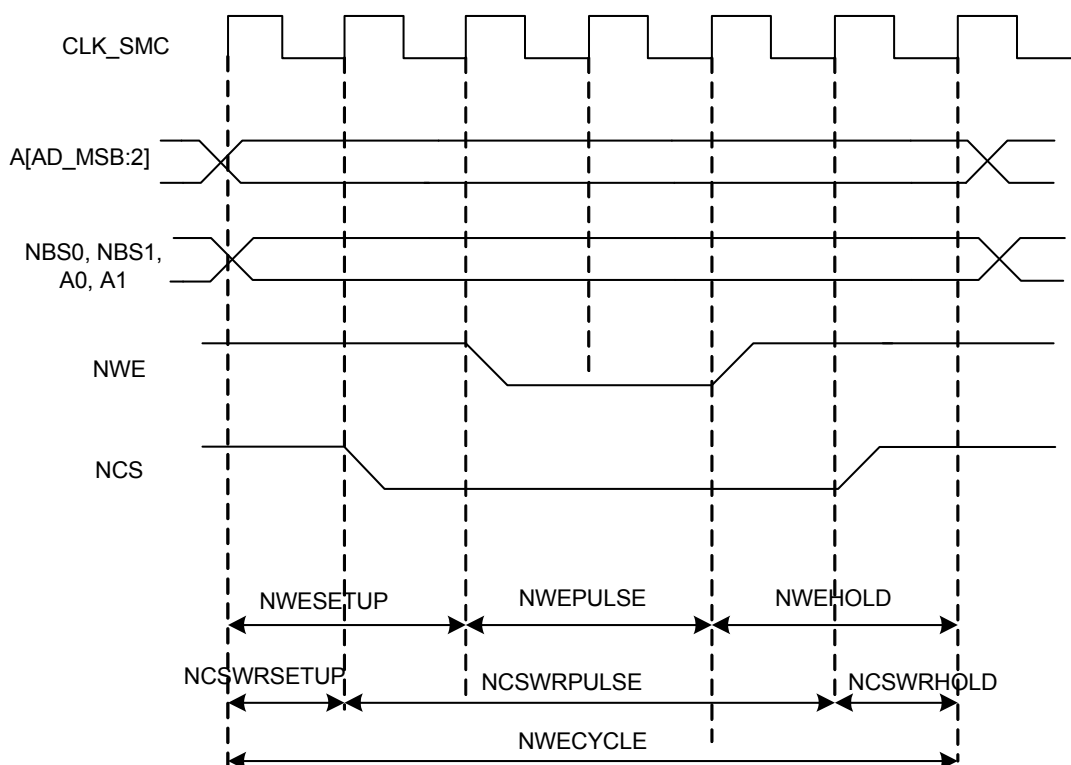 CLK_SMC
A[AD_MSB:2]
NBS0, NBS1,
A0, A1
NWE
NCS
NWESETUP
NWEPULSE
NWEHOLD
NCSWRSETUP
NCSWRPULSE
NCSWRHOLD
NWECYCLE